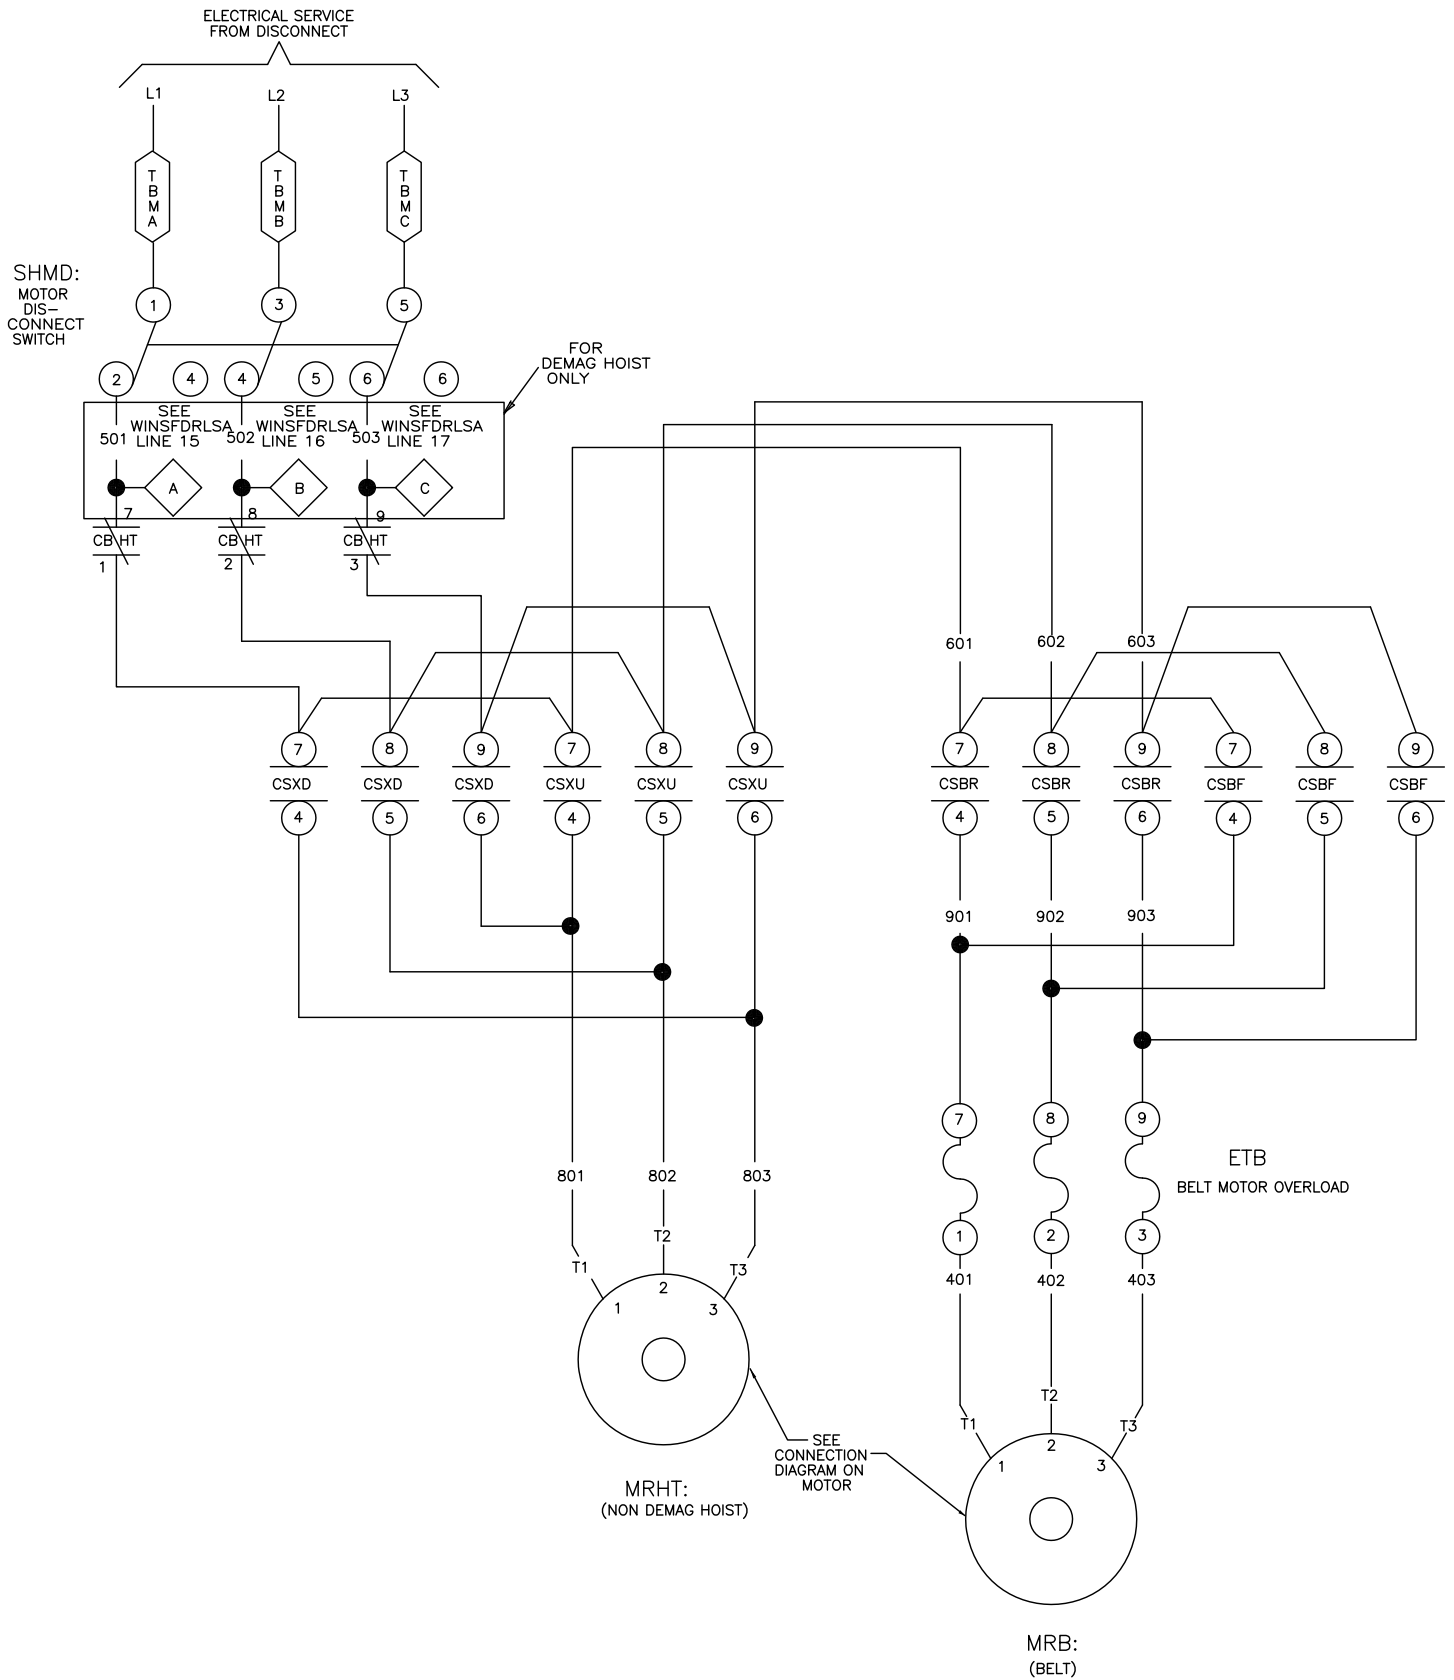 ELECTRICAL SERVICE
FROM DISCONNECT
L1
L2
L3
T
B
M
A
T
B
M
B
T
B
M
C
SHMD:
MOTOR
DIS-
CONNECT
SWITCH
1
3
5
2
4
4
5
6
6
FOR
DEMAG HOIST
ONLY
SEE
WINSFDRLSA
LINE 15
SEE
WINSFDRLSA
LINE 16
SEE
WINSFDRLSA
LINE 17
501
502
503
A
B
C
7
8
9
CB HT
CB HT
CB HT
1
2
3
601
602
603
7
8
9
7
8
9
7
8
9
7
8
9
CSXD
CSXD
CSXD
CSXU
CSXU
CSXU
CSBR
CSBR
CSBR
CSBF
CSBF
CSBF
4
5
6
4
5
6
4
5
6
4
5
6
901
902
903
7
8
9
801
802
803
ETB
BELT MOTOR OVERLOAD
1
2
3
T1
T2
T3
401
402
403
1
2
3
T1
T2
T3
1
2
3
SEE
CONNECTION
DIAGRAM ON
MOTOR
MRHT:
(NON DEMAG HOIST)
MRB:
(BELT)